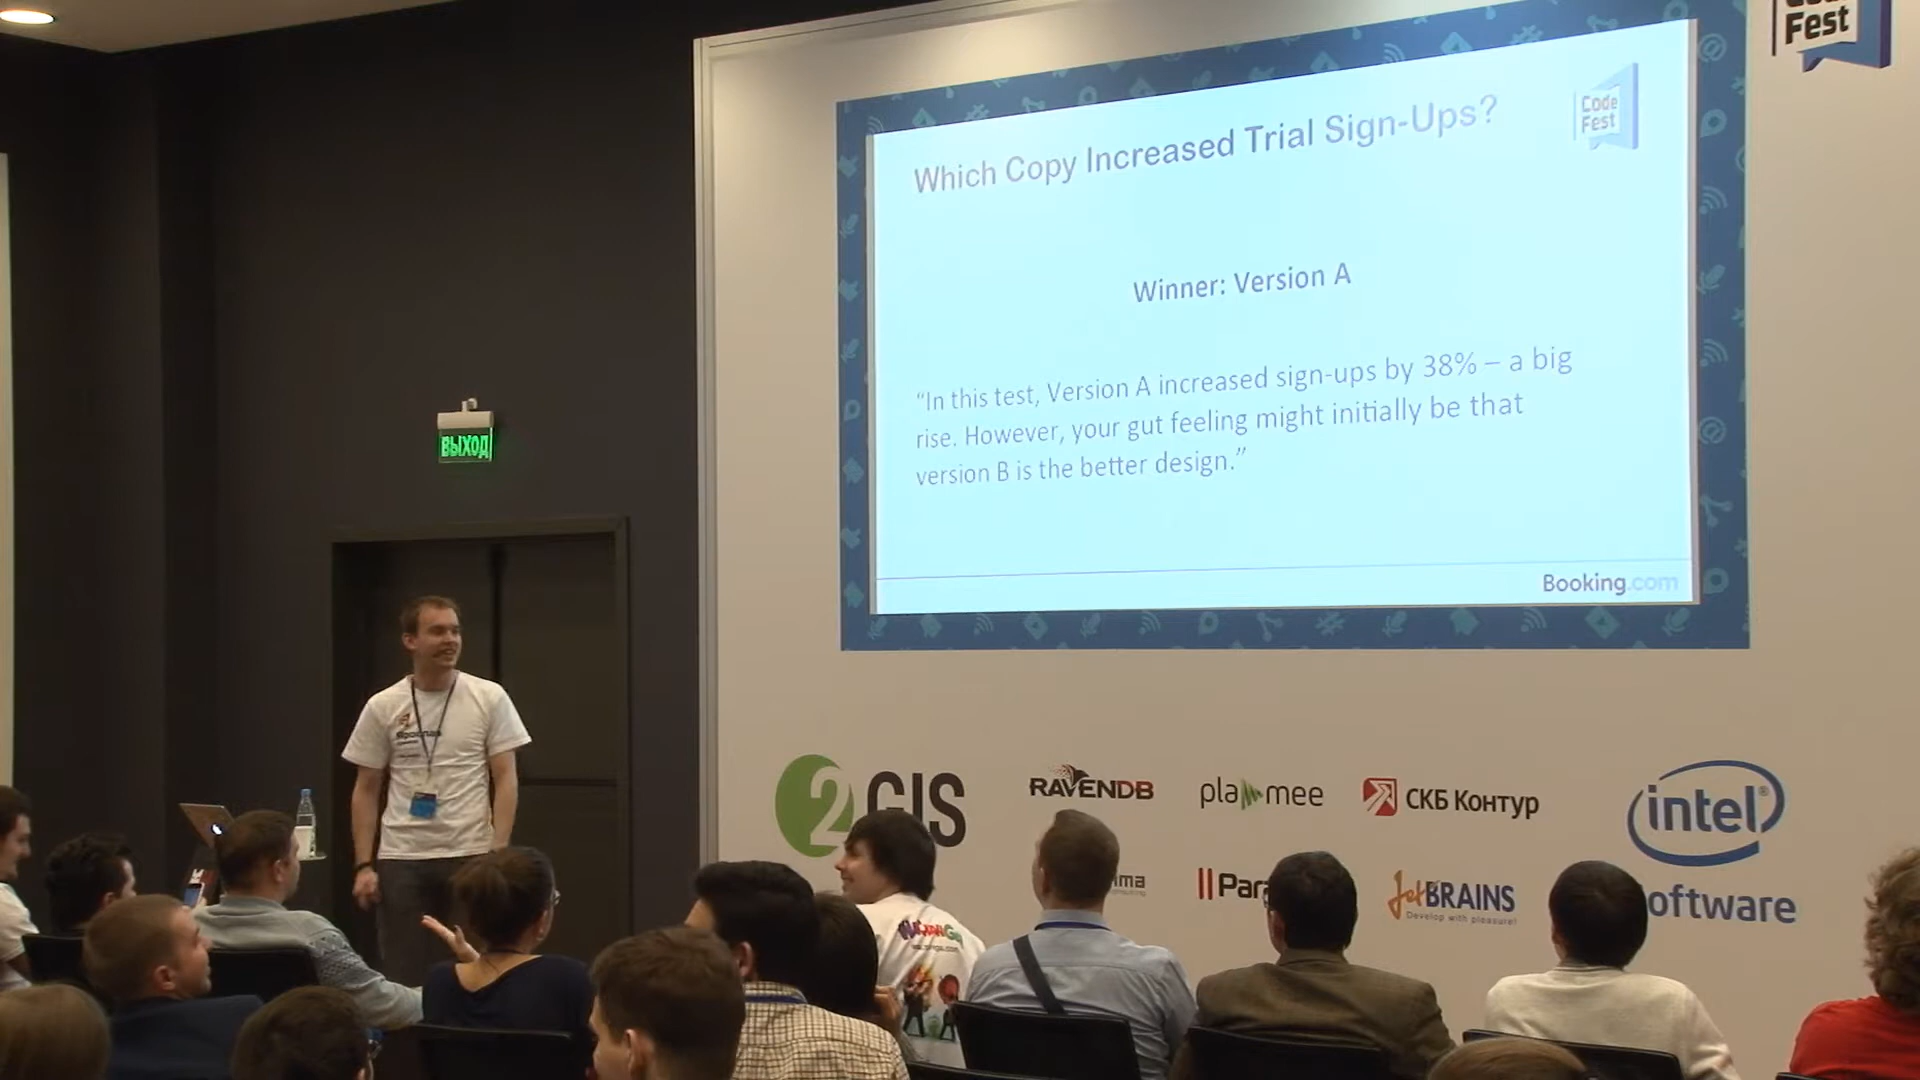 Code
Fest
Which Copy Increased Trial Sign-Ups?
Code
Fest
Winner: Version A
“In this test, Version A increased sign-ups by 38% – a big
rise. However, your gut feeling might initially be that
version B is the better design.”
Booking.com
ВЫХОД
2GIS
RAVENDB
СКБ Контур
intel®
JetBRAINS
Develop with pleasure!